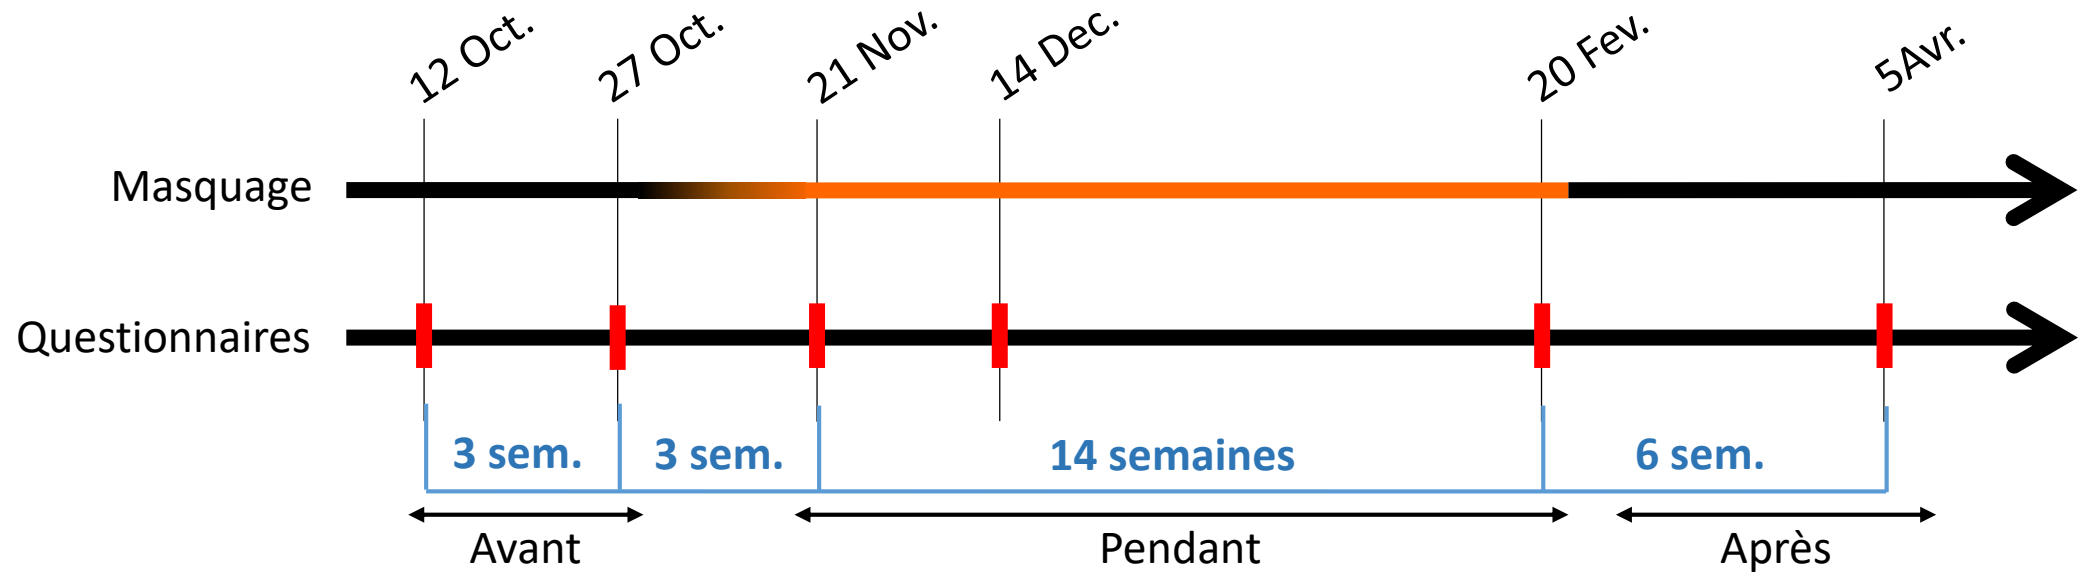 12 Oct.
27 Oct.
21 Nov.
14 Dec.
20 Fev.
5Avr.
Masquage
Questionnaires
3 sem.
3 sem.
14 semaines
6 sem.
Avant
Pendant
Après